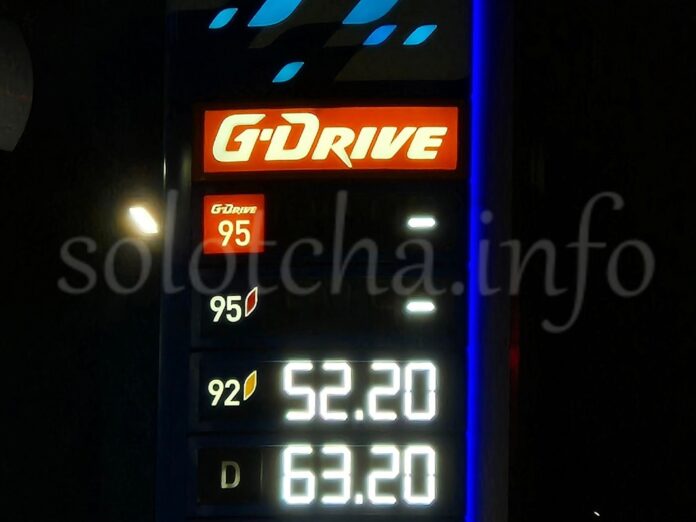 G-DRIVE
G-DRIVE
95 -
solotcha.info
95 -
92 52.20
D 63.20